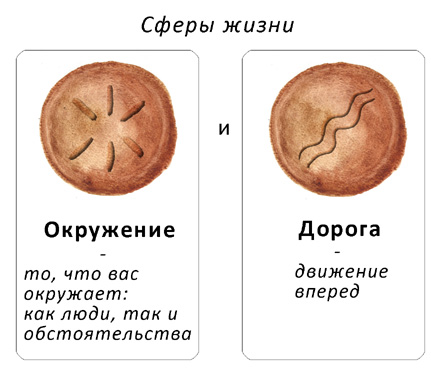 Сферы жизни
и
Окружение
-
то, что вас
окружает:
как люди, так и
обстоятельства
Дорога
-
движение
вперед